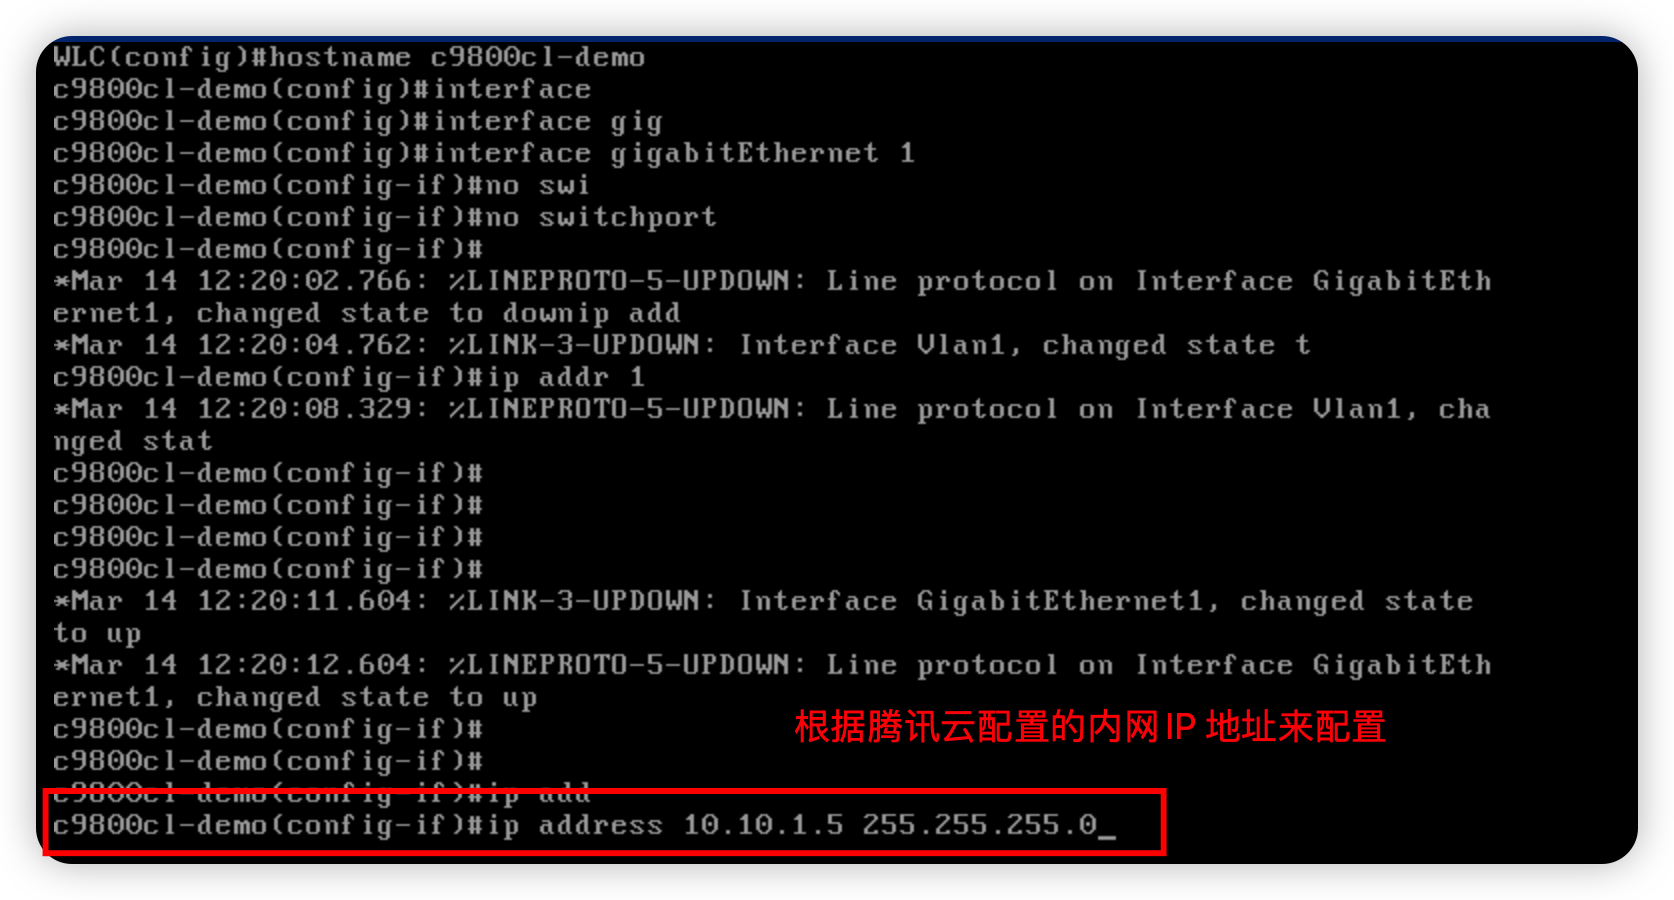 WLC(config)#hostname c9800cl-demo
c9800cl-demo(config)#interface
c9800cl-demo(config)#interface gig
c9800cl-demo(config)#interface gigabitEthernet 1
c9800cl-demo(config-if)#no swi
c9800cl-demo(config-if)#no switchport
c9800cl-demo(config-if)#
*Mar 14 12:20:02.766: %LINEPROTO-5-UPDOWN: Line protocol on Interface GigabitEth
ernet1, changed state to downip add
*Mar 14 12:20:04.762: %LINK-3-UPDOWN: Interface Vlan1, changed state t
c9800cl-demo(config-if)#ip addr 1
*Mar 14 12:20:08.329: %LINEPROTO-5-UPDOWN: Line protocol on Interface Vlan1, cha
nged stat
c9800cl-demo(config-if)#
c9800cl-demo(config-if)#
c9800cl-demo(config-if)#
c9800cl-demo(config-if)#
*Mar 14 12:20:11.604: %LINK-3-UPDOWN: Interface GigabitEthernet1, changed state
to up
*Mar 14 12:20:12.604: %LINEPROTO-5-UPDOWN: Line protocol on Interface GigabitEth
ernet1, changed state to up
c9800cl-demo(config-if)#
根据腾讯云配置的内网 IP 地址来配置
c9800cl-demo(config-if)#
c9800cl-demo(config-if)#ip add
c9800cl-demo(config-if)#ip address 10.10.1.5 255.255.255.0_